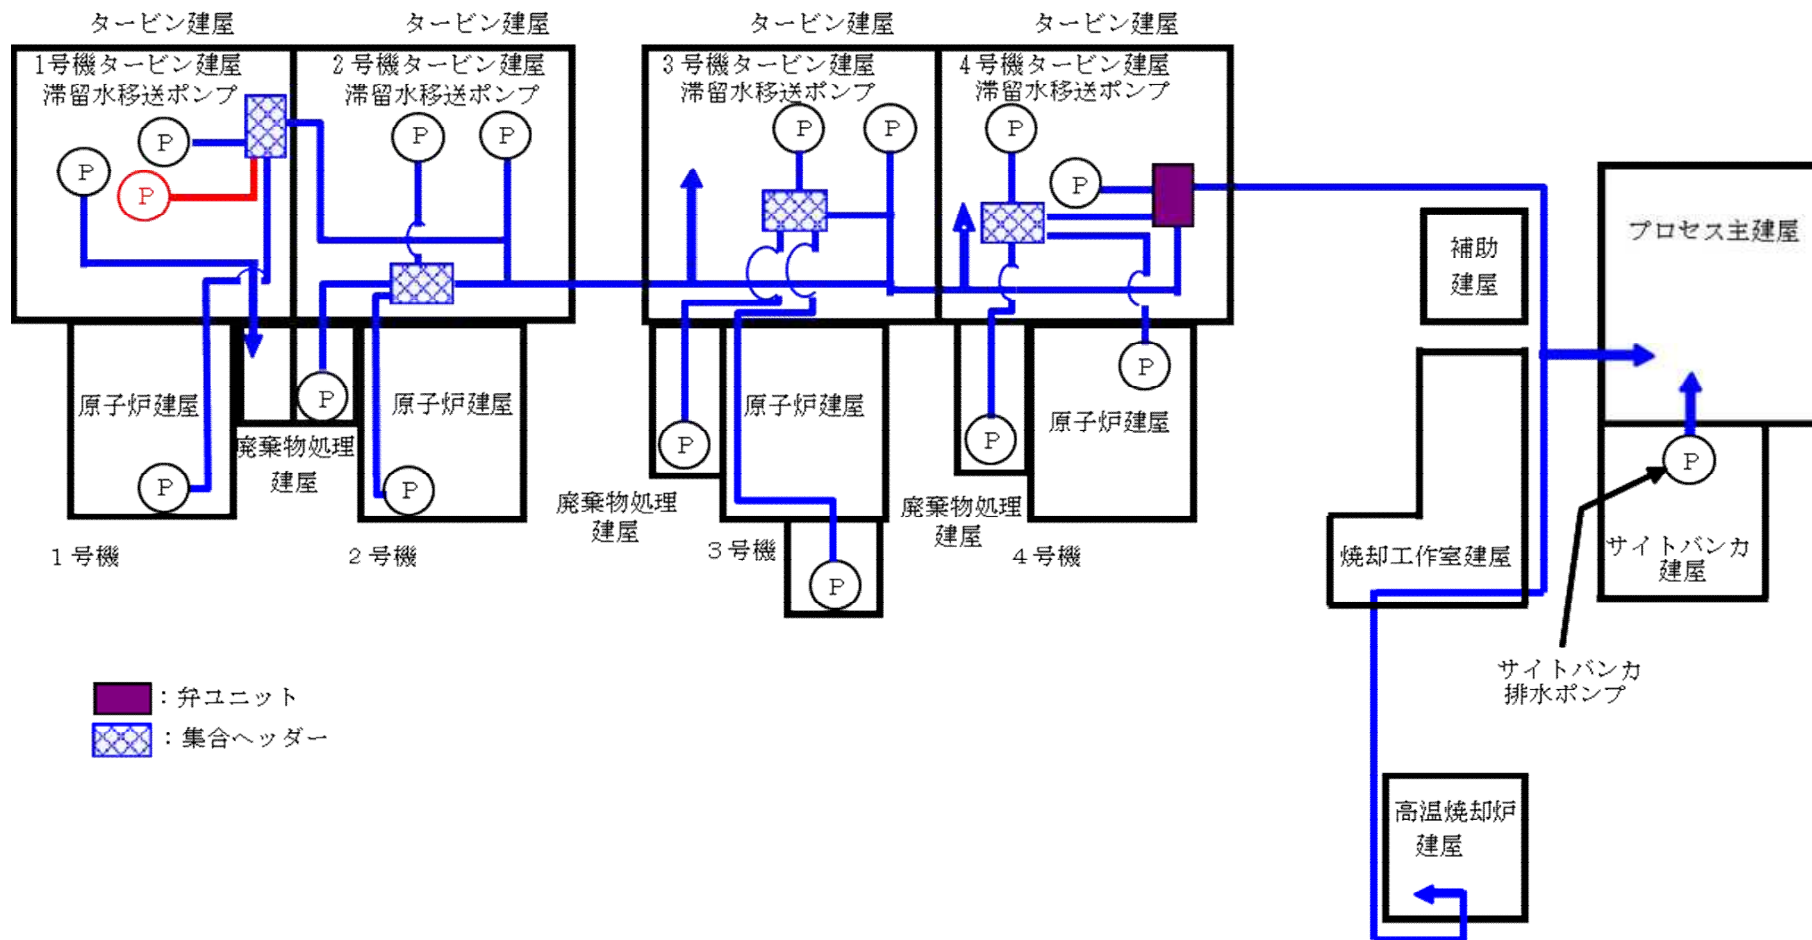 タービン建屋
タービン建屋
タービン建屋
タービン建屋
1号機タービン建屋
滞留水移送ポンプ
2号機タービン建屋
滞留水移送ポンプ
3号機タービン建屋
滞留水移送ポンプ
4号機タービン建屋
滞留水移送ポンプ
P
P
P
P
P
P
P
P
P
補助
建屋
プロセス主建屋
原子炉建屋
P
廃棄物処理
建屋
P
原子炉建屋
P
P
廃棄物処理
建屋
原子炉建屋
P
P
廃棄物処理
建屋
P
原子炉建屋
1号機
2号機
3号機
4号機
焼却工作室建屋
P
サイトバンカ
建屋
サイトバンカ
排水ポンプ
:弁ユニット
:集合ヘッダー
高温焼却炉
建屋